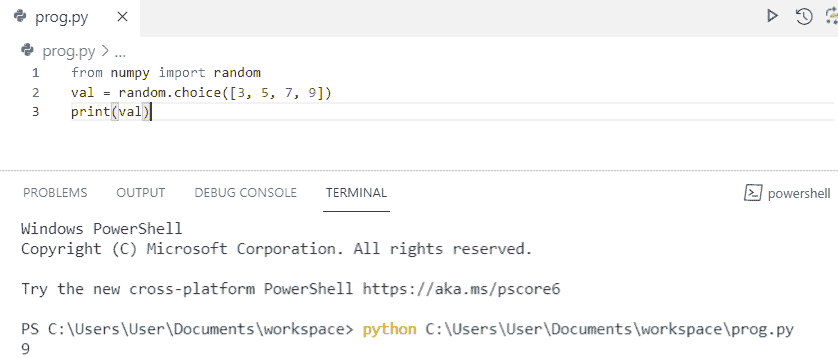 prog.py
prog.py > ...
1 from numpy import random
2 val = random.choice([3, 5, 7, 9])
3 print(val)
PROBLEMS OUTPUT DEBUG CONSOLE TERMINAL powershell
Windows PowerShell
Copyright (C) Microsoft Corporation. All rights reserved.
Try the new cross-platform PowerShell https://aka.ms/pscore6
PS C:\Users\User\Documents\workspace> python C:\Users\User\Documents\workspace\prog.py
9